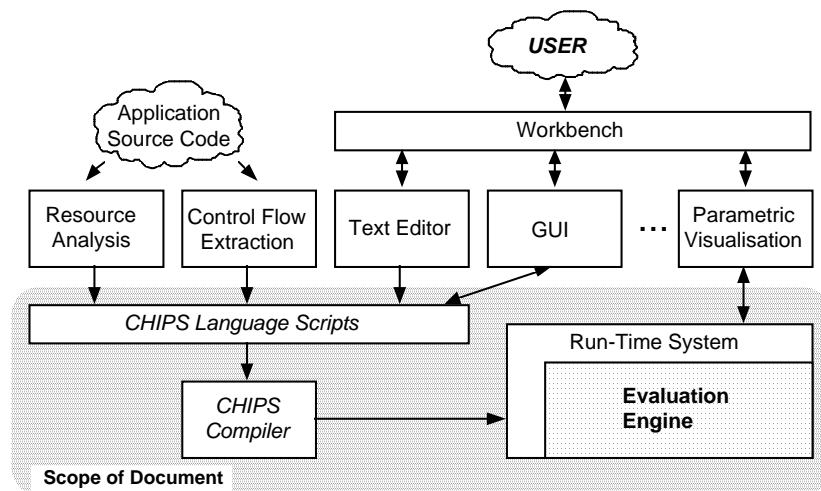 USER
Application
Source Code
Workbench
Resource
Analysis
Control Flow
Extraction
Text Editor
GUI
...
Parametric
Visualisation
CHIPS Language Scripts
Run-Time System
CHIPS
Compiler
Evaluation
Engine
Scope of Document